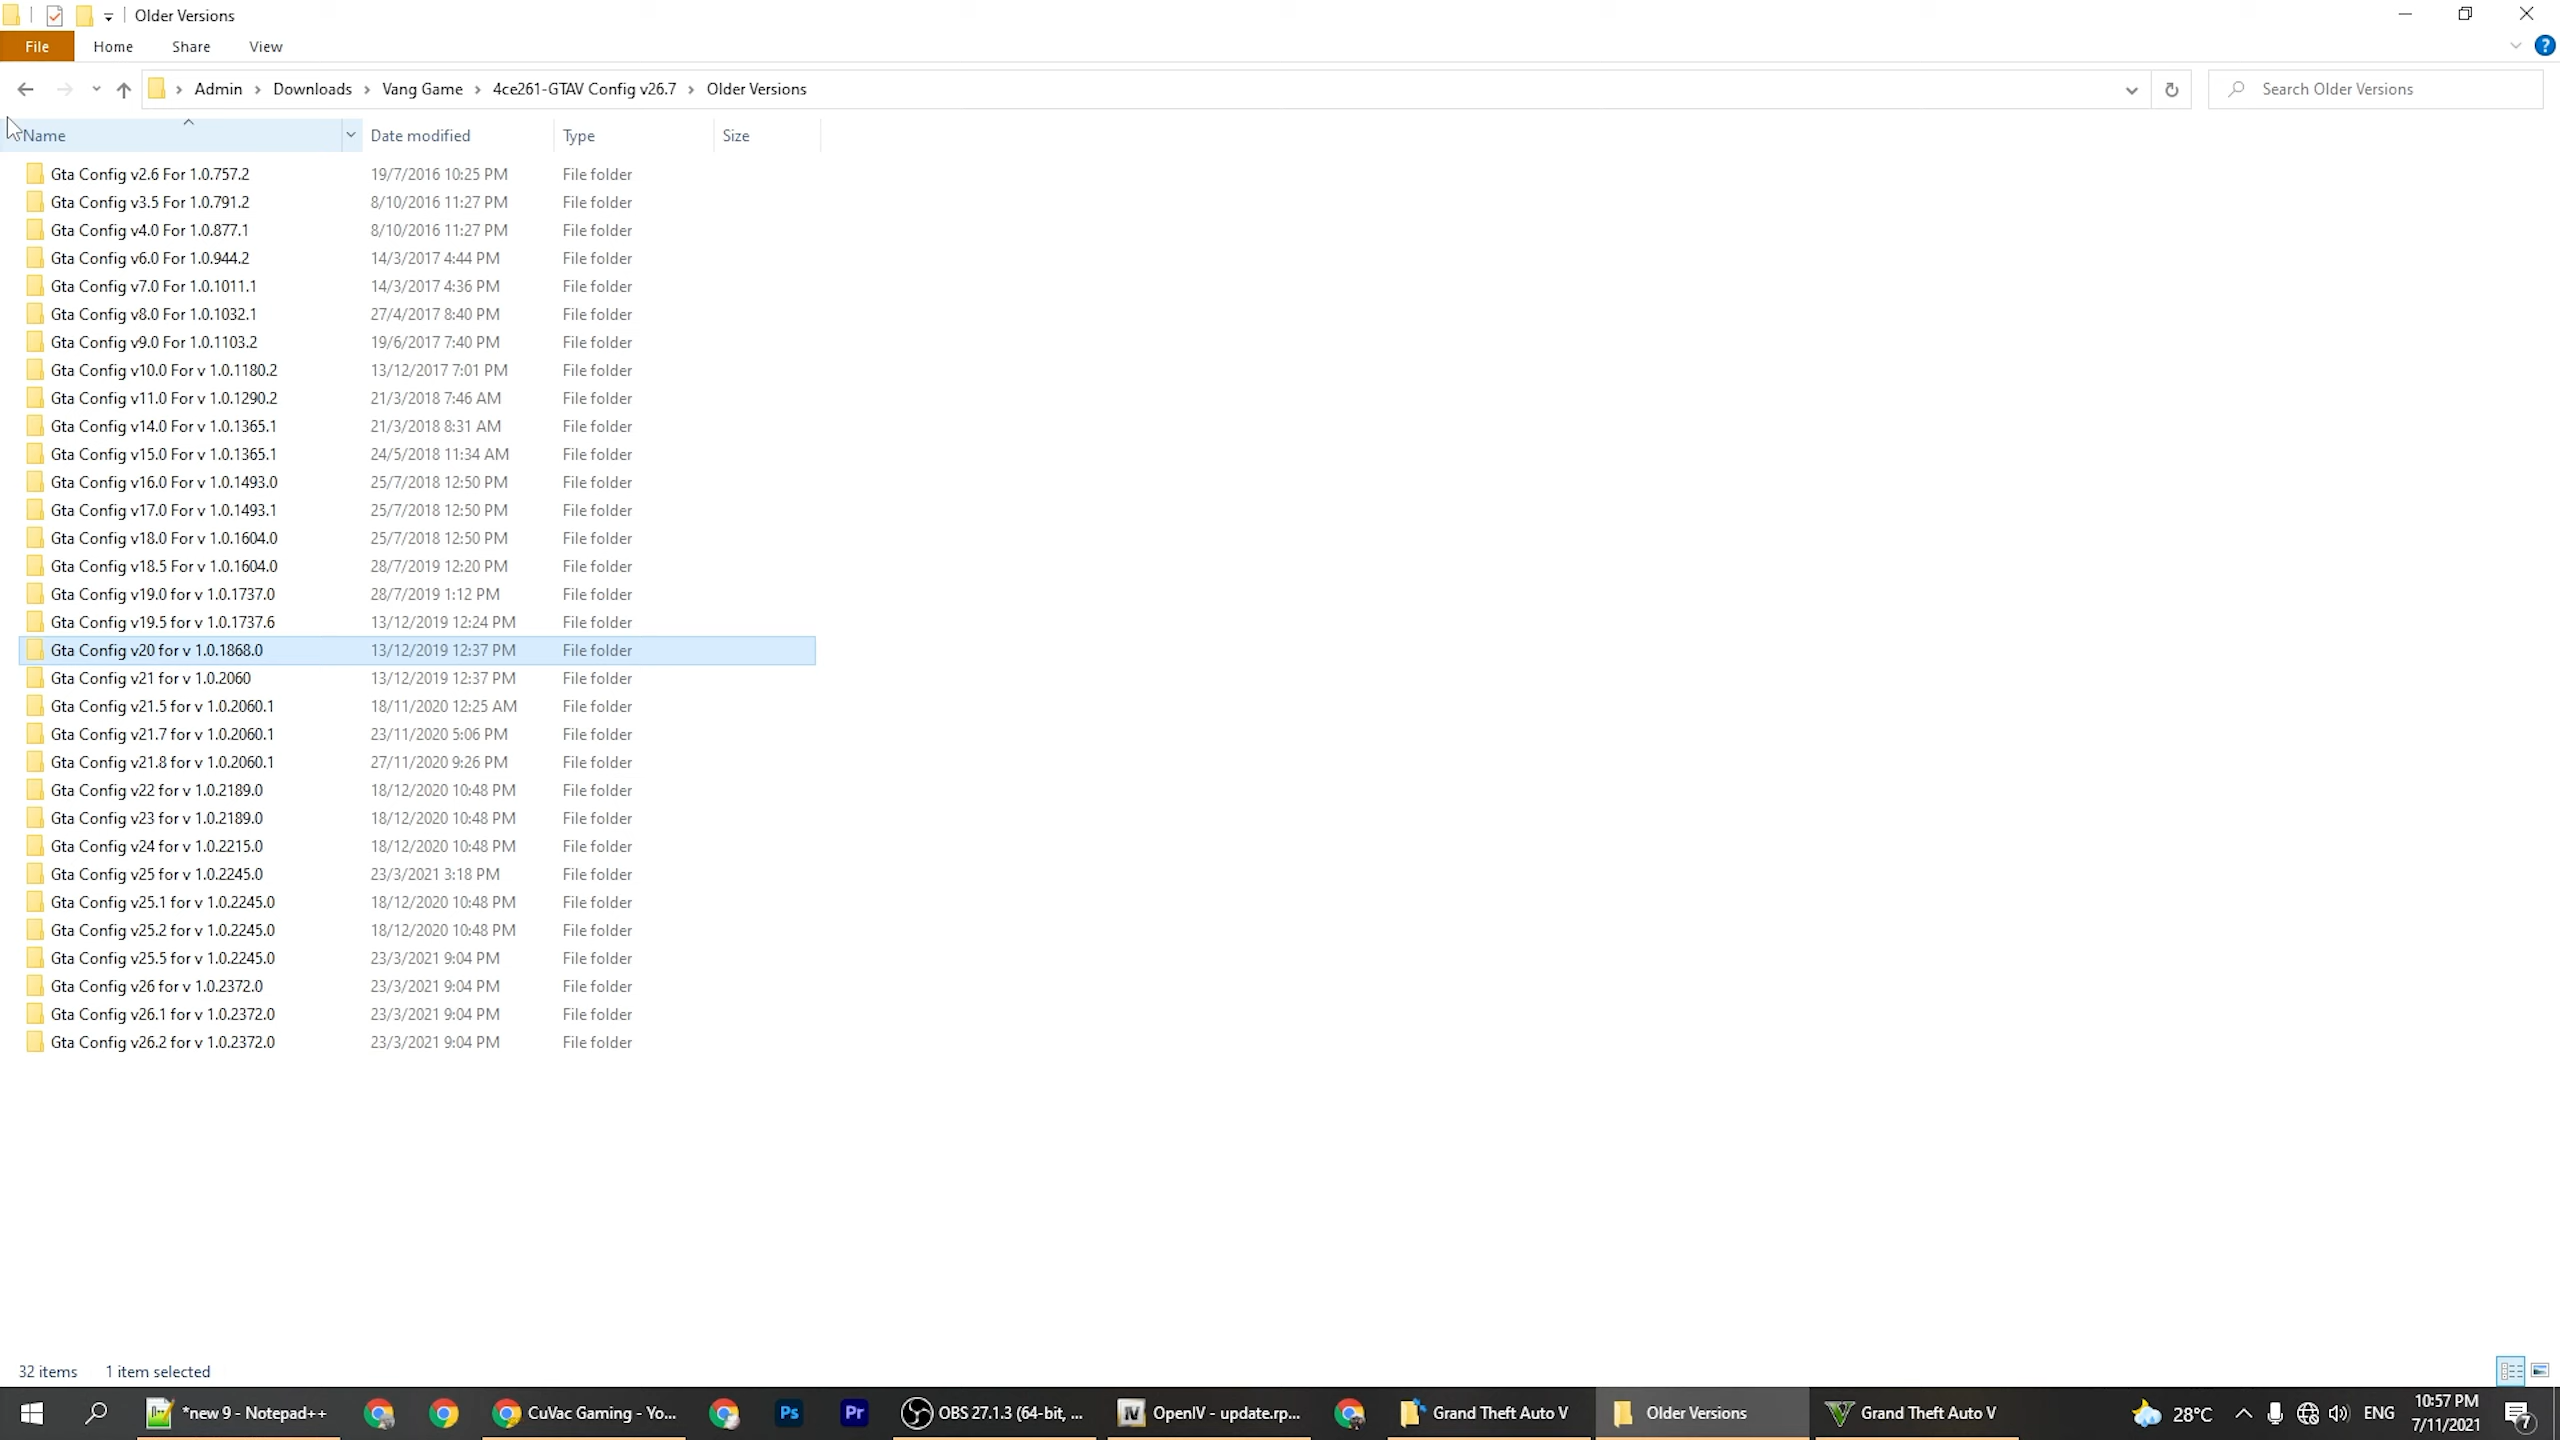 Older Versions
File Home Share View
Admin Downloads Vang Game 4ce261-GTAV Config v26.7 Older Versions Search Older Versions
Name Date modified Type Size
Gta Config v2.6 For 1.0.757.2 19/7/2016 10:25 PM File folder
Gta Config v3.5 For 1.0.791.2 8/10/2016 11:27 PM File folder
Gta Config v4.0 For 1.0.877.1 8/10/2016 11:27 PM File folder
Gta Config v6.0 For 1.0.944.2 14/3/2017 4:44 PM File folder
Gta Config v7.0 For 1.0.1011.1 14/3/2017 4:36 PM File folder
Gta Config v8.0 For 1.0.1032.1 27/4/2017 8:40 PM File folder
Gta Config v9.0 For 1.0.1103.2 19/6/2017 7:40 PM File folder
Gta Config v10.0 For v 1.0.1180.2 13/12/2017 7:01 PM File folder
Gta Config v11.0 For v 1.0.1290.2 21/3/2018 7:46 AM File folder
Gta Config v14.0 For v 1.0.1365.1 21/3/2018 8:31 AM File folder
Gta Config v15.0 For v 1.0.1365.1 24/5/2018 11:34 AM File folder
Gta Config v16.0 For v 1.0.1493.0 25/7/2018 12:50 PM File folder
Gta Config v17.0 For v 1.0.1493.1 25/7/2018 12:50 PM File folder
Gta Config v18.0 For v 1.0.1604.0 25/7/2018 12:50 PM File folder
Gta Config v18.5 For v 1.0.1604.0 28/7/2019 12:20 PM File folder
Gta Config v19.0 for v 1.0.1737.0 28/7/2019 1:12 PM File folder
Gta Config v19.5 for v 1.0.1737.6 13/12/2019 12:24 PM File folder
Gta Config v20 for v 1.0.1868.0 13/12/2019 12:37 PM File folder
Gta Config v21 for v 1.0.2060 13/12/2019 12:37 PM File folder
Gta Config v21.5 for v 1.0.2060.1 18/11/2020 12:25 AM File folder
Gta Config v21.7 for v 1.0.2060.1 23/11/2020 5:06 PM File folder
Gta Config v21.8 for v 1.0.2060.1 27/11/2020 9:26 PM File folder
Gta Config v22 for v 1.0.2189.0 18/12/2020 10:48 PM File folder
Gta Config v23 for v 1.0.2189.0 18/12/2020 10:48 PM File folder
Gta Config v24 for v 1.0.2215.0 18/12/2020 10:48 PM File folder
Gta Config v25 for v 1.0.2245.0 23/3/2021 3:18 PM File folder
Gta Config v25.1 for v 1.0.2245.0 18/12/2020 10:48 PM File folder
Gta Config v25.2 for v 1.0.2245.0 18/12/2020 10:48 PM File folder
Gta Config v25.5 for v 1.0.2245.0 23/3/2021 9:04 PM File folder
Gta Config v26 for v 1.0.2372.0 23/3/2021 9:04 PM File folder
Gta Config v26.1 for v 1.0.2372.0 23/3/2021 9:04 PM File folder
Gta Config v26.2 for v 1.0.2372.0 23/3/2021 9:04 PM File folder
32 items 1 item selected
*new 9 - Notepad++ CuVac Gaming - Yo... Ps Pr OBS 27.1.3 (64-bit, ... IV OpenIV - update.rp... Grand Theft Auto V Older Versions Grand Theft Auto V 28°C ENG 10:57 PM
7/11/2021 7